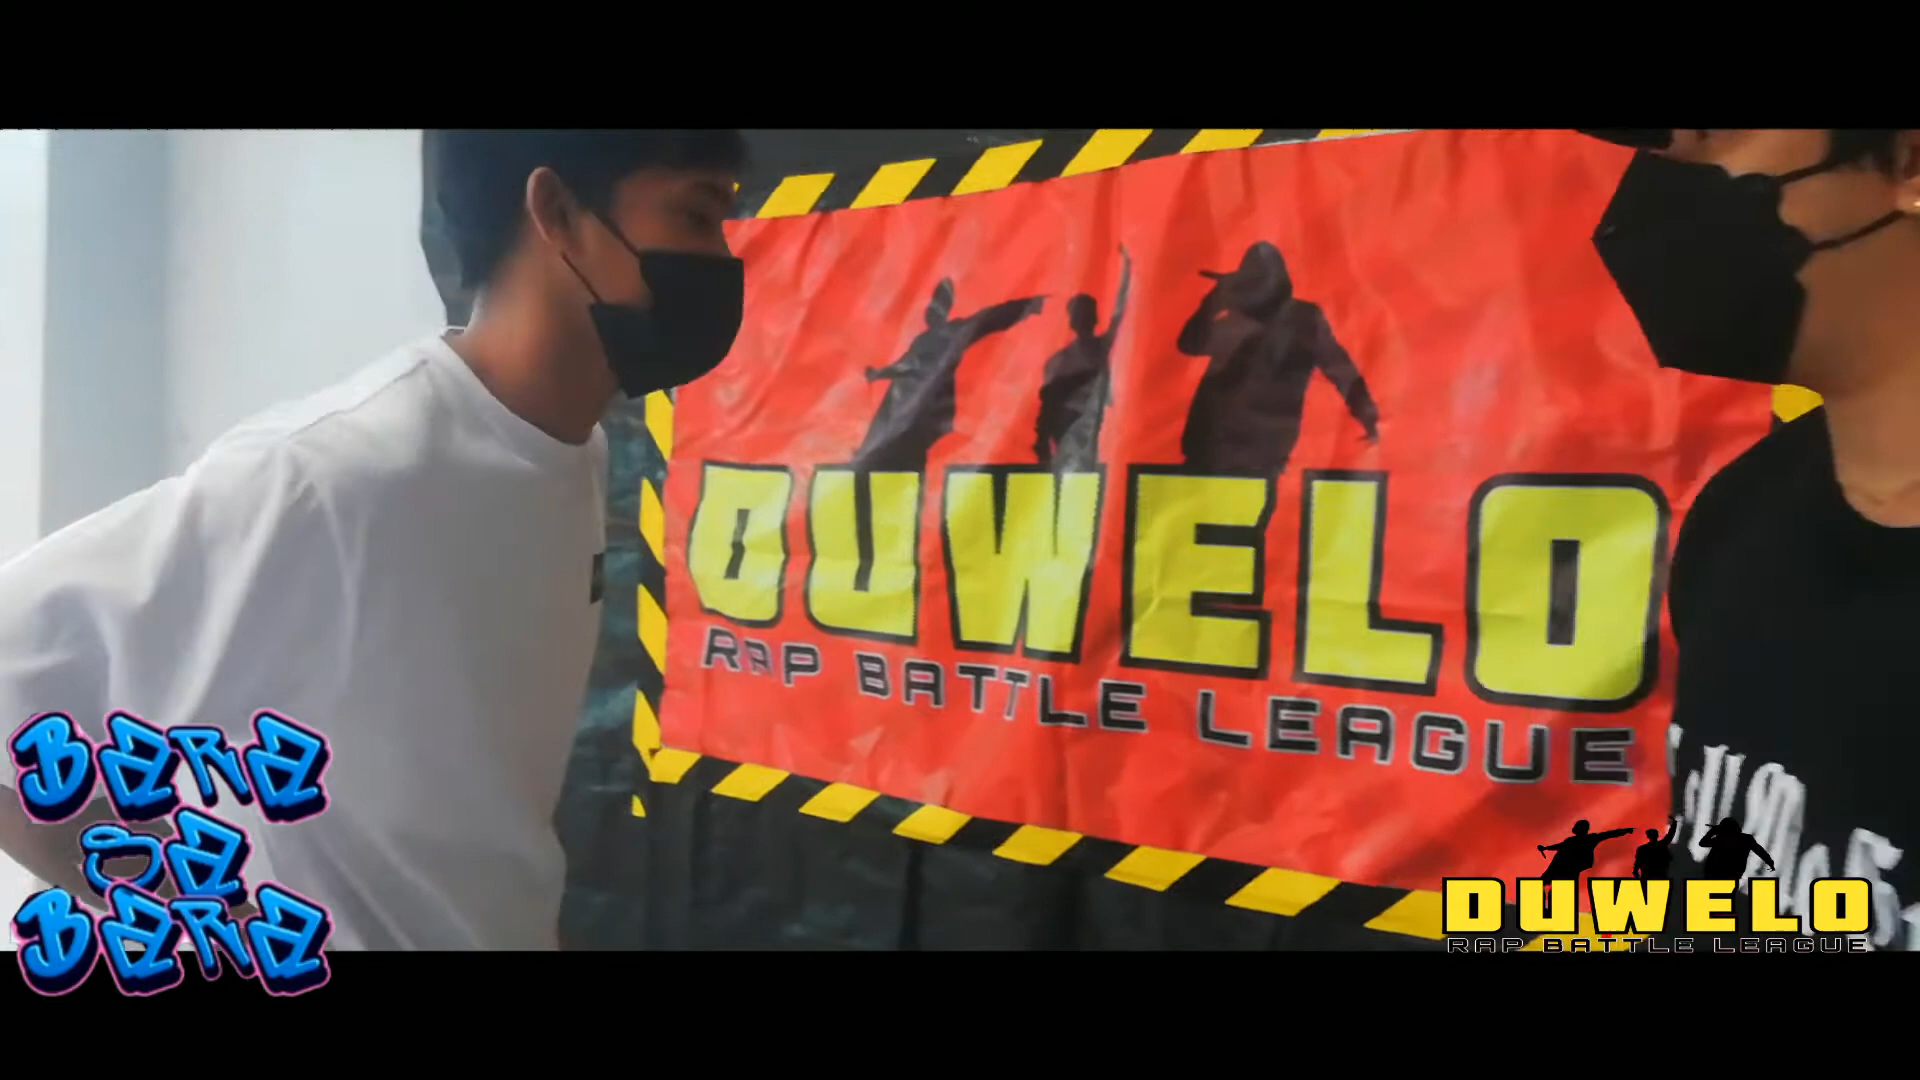 DUWELO
RAP BATTLE LEAGUE
Bara
sa
Bara
DUWELO
RAP BATTLE LEAGUE